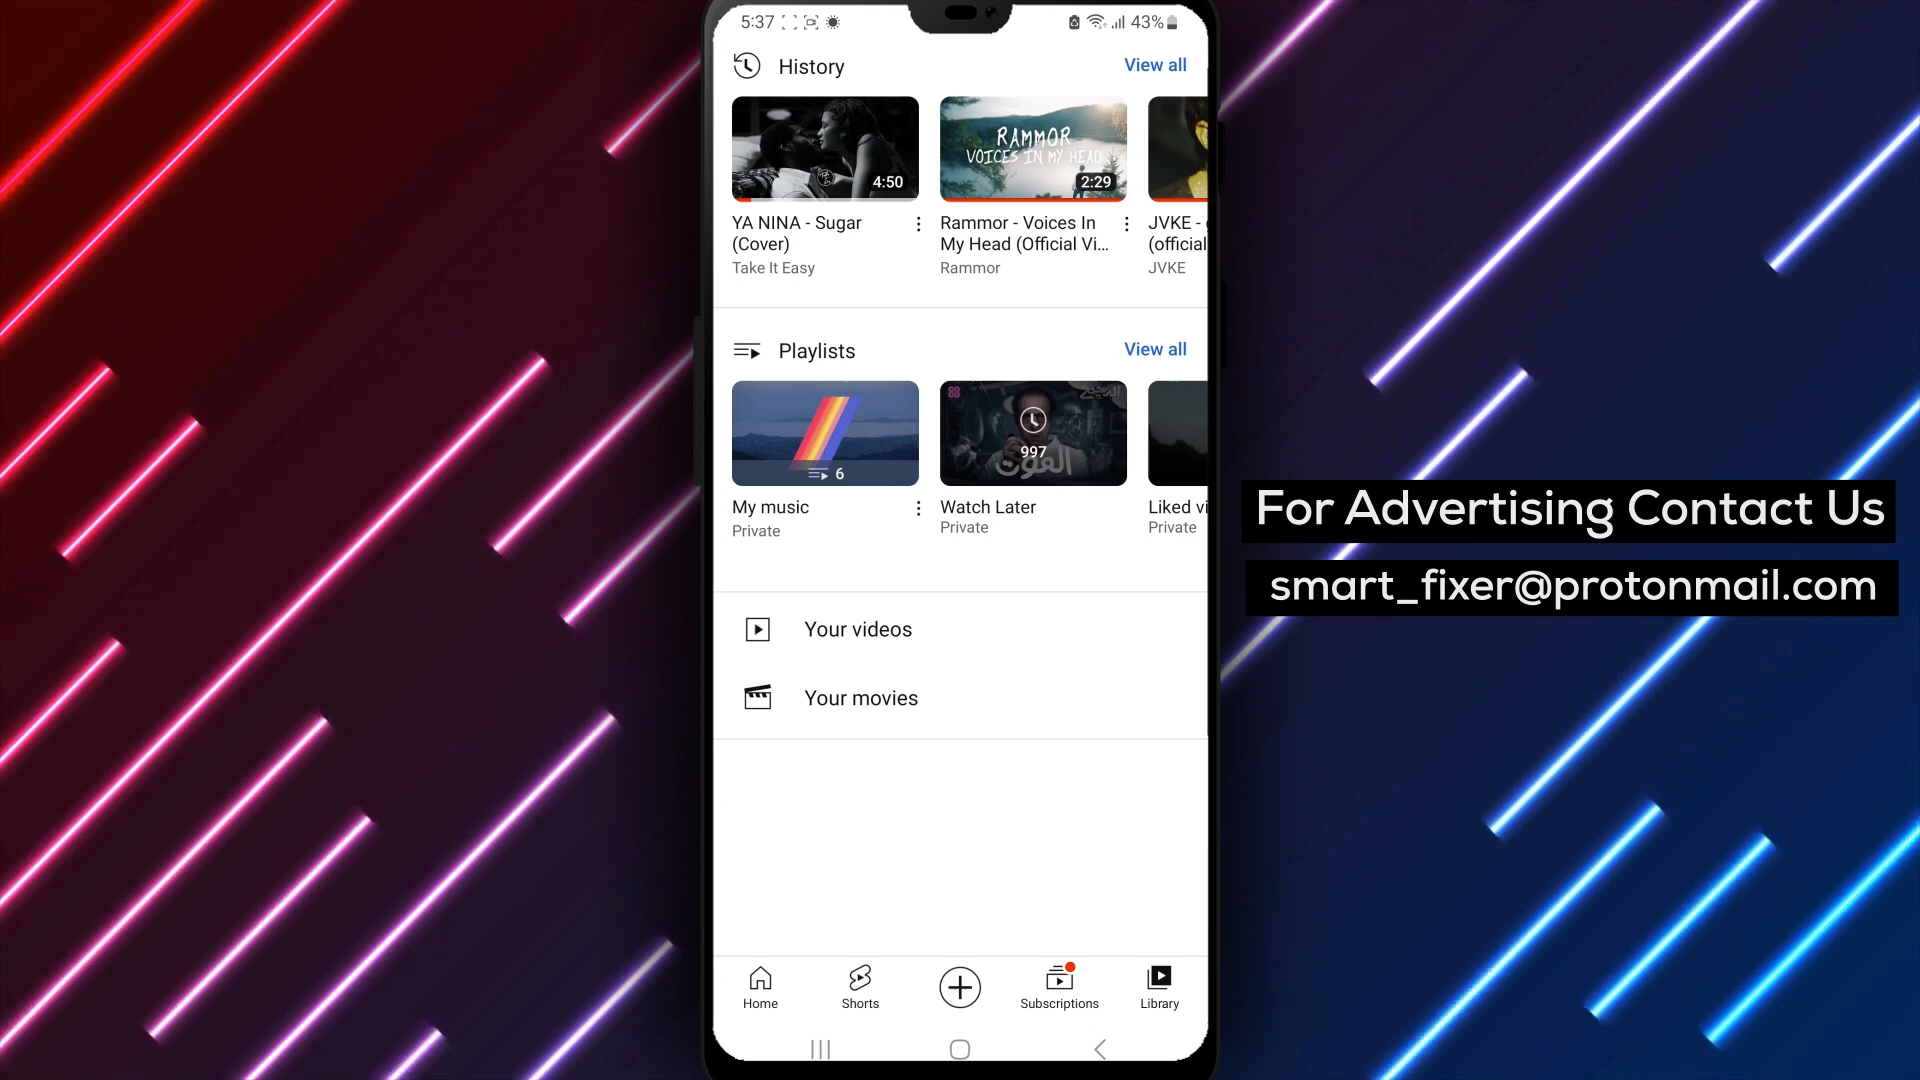 5:37
43%
History
View all
4:50
RAMMOR
VOICES IN MY HEAD
2:29
YA NINA - Sugar
(Cover)
Take It Easy
Rammor - Voices In
My Head (Official Vi...
Rammor
JVKE -
(official
JVKE
Playlists
View all
6
997
My music
Private
Watch Later
Private
Liked vi
Private
For Advertising Contact Us
smart_fixer@protonmail.com
Your videos
Your movies
Home
Shorts
Subscriptions
Library